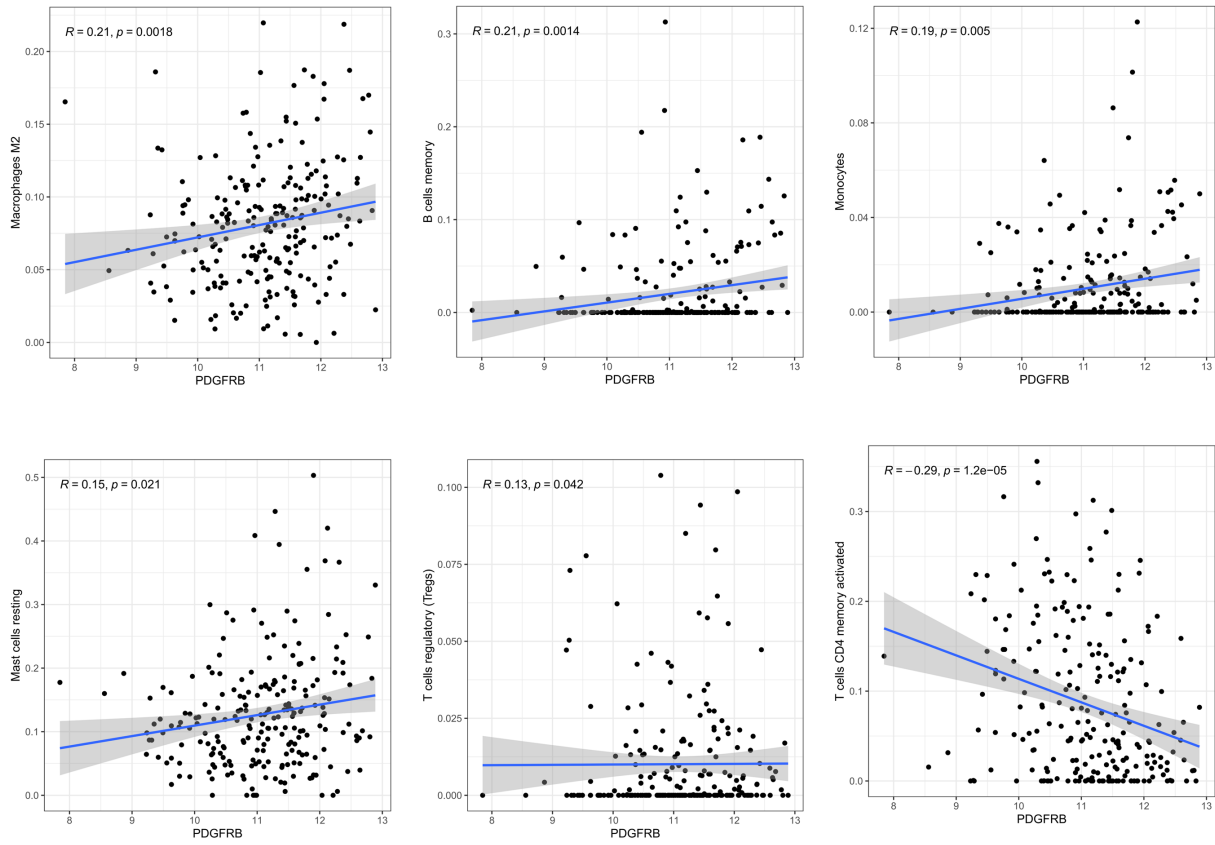 R = 0.21, p = 0.0018
Macrophages M2
0.20
0.15
0.10
0.05
0.00
8 9 10 11 12 13
PDGFRB
R = 0.21, p = 0.0014
B cells memory
0.3
0.2
0.1
0.0
8 9 10 11 12 13
PDGFRB
R = 0.19, p = 0.005
Monocytes
0.12
0.08
0.04
0.00
8 9 10 11 12 13
PDGFRB
R = 0.15, p = 0.021
Mast cells resting
0.5
0.4
0.3
0.2
0.1
0.0
8 9 10 11 12 13
PDGFRB
R = 0.13, p = 0.042
T cells regulatory (Tregs)
0.100
0.075
0.050
0.025
0.000
8 9 10 11 12 13
PDGFRB
R = −0.29, p = 1.2e−05
T cells CD4 memory activated
0.3
0.2
0.1
0.0
8 9 10 11 12 13
PDGFRB